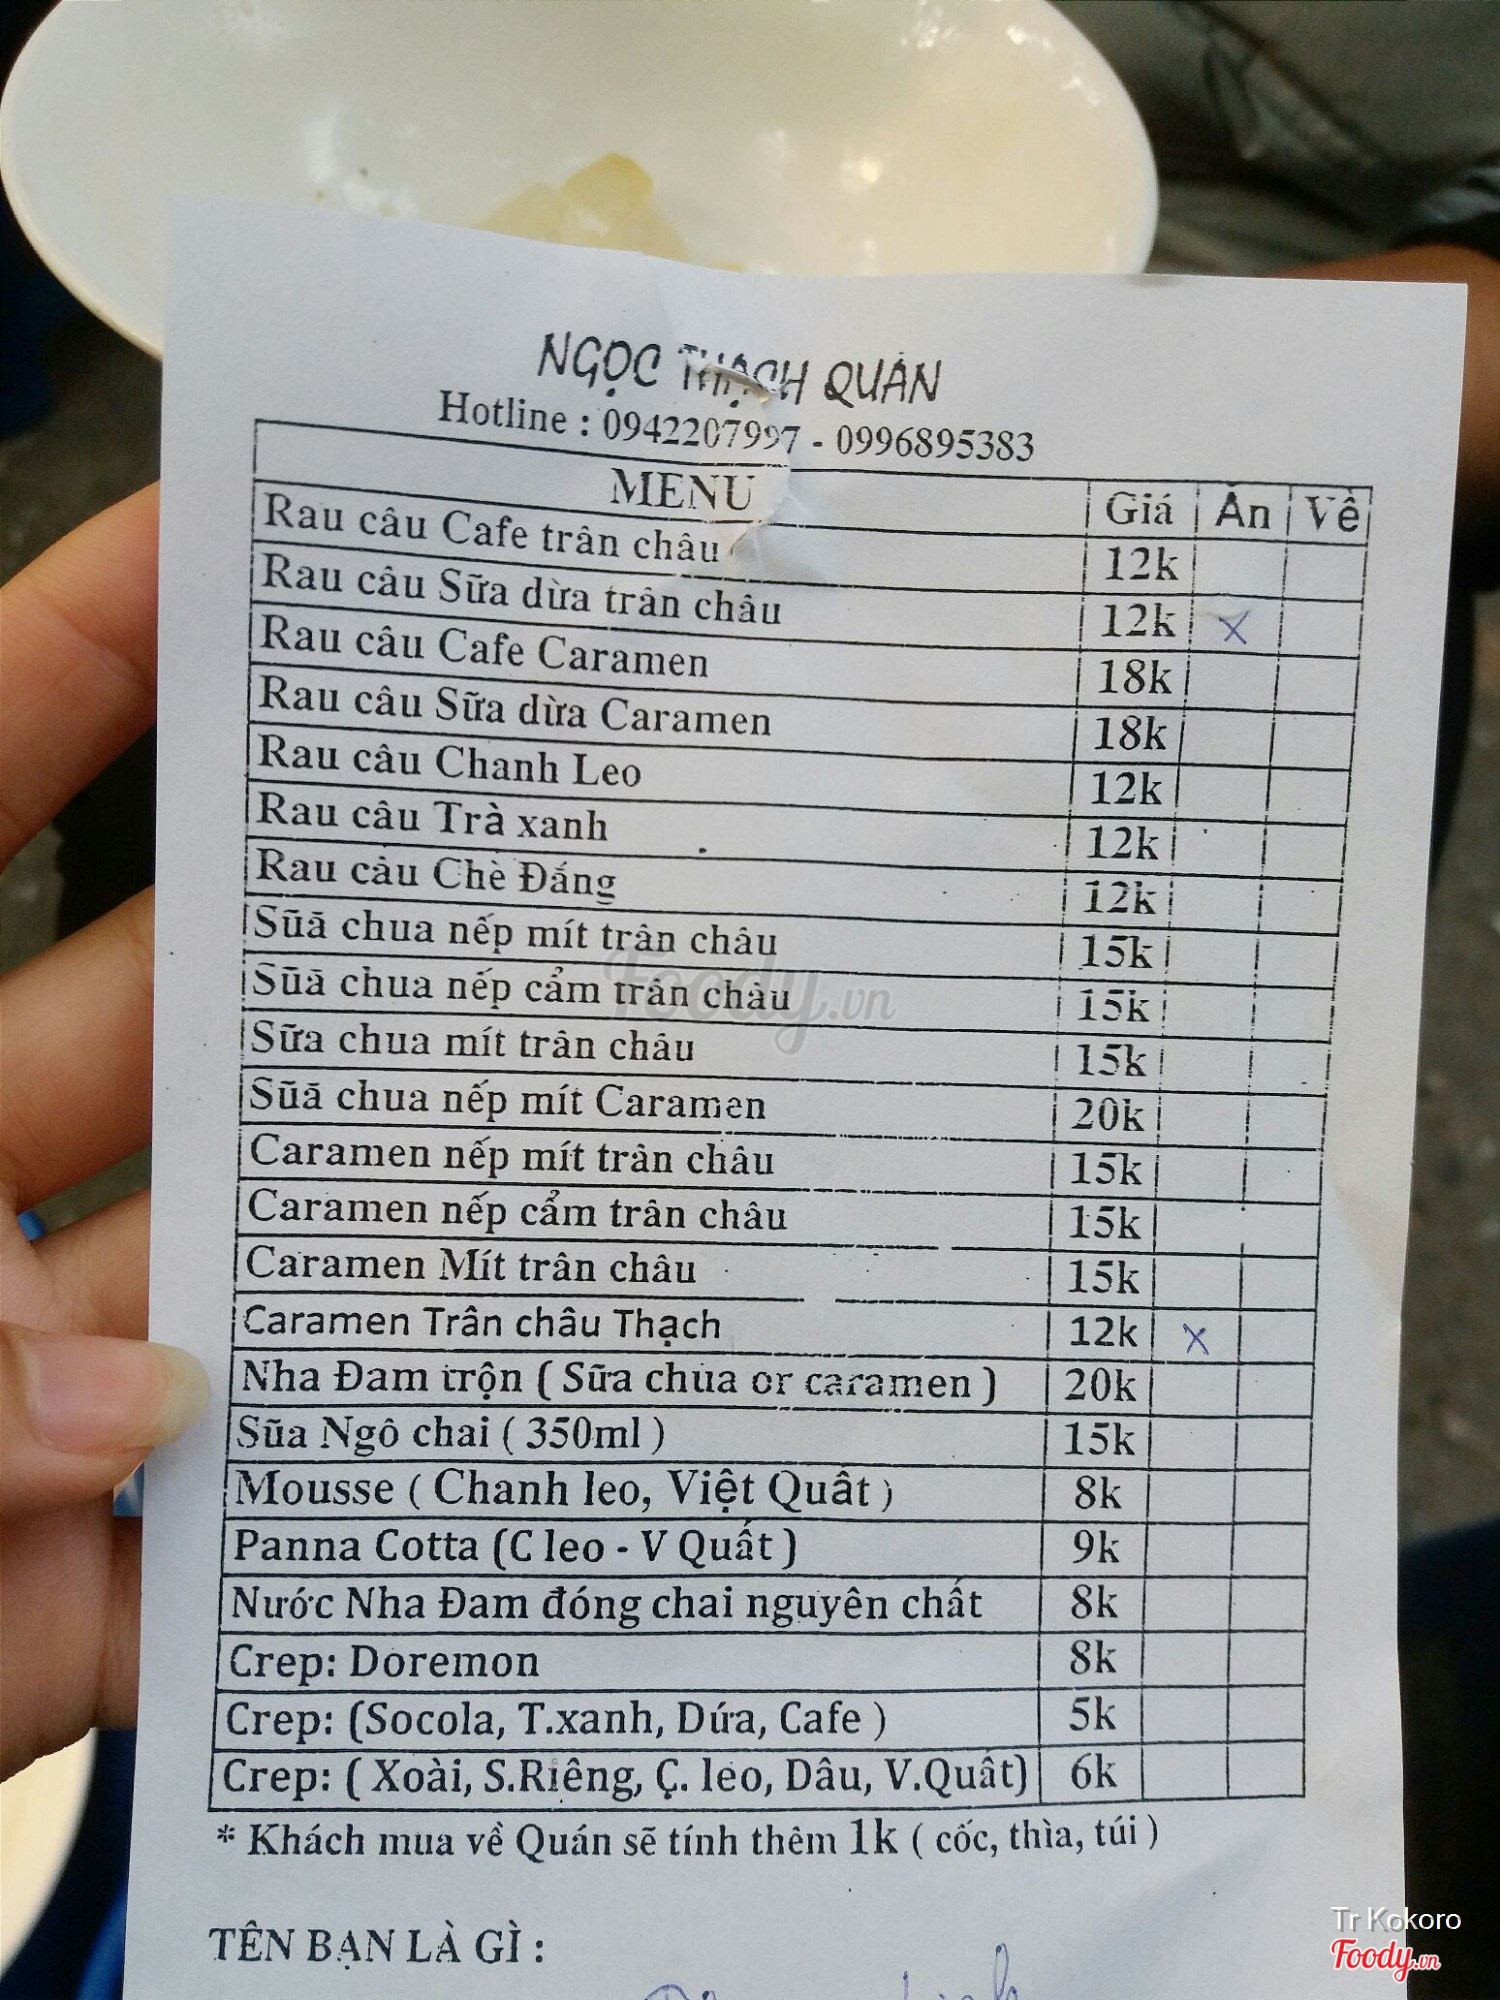 NGỌC THẠCH QUÁN
Hotline : 0942207997 - 0996895383
MENU Giá Ăn Về
Rau câu Cafe trân châu 12k
Rau câu Sữa dừa trân châu 12k X
Rau câu Cafe Caramen 18k
Rau câu Sữa dừa Caramen 18k
Rau câu Chanh Leo 12k
Rau câu Trà xanh 12k
Rau câu Chè Đắng 12k
Sũã chua nếp mít trân châu 15k
Sũã chua nếp cẩm trân châu 15k
Sữa chua mít trân châu 15k
Sũã chua nếp mít Caramen 20k
Caramen nếp mít trân châu 15k
Caramen nếp cẩm trân châu 15k
Caramen Mít trân châu 15k
Caramen Trân châu Thạch 12k X
Nha Đam trộn ( Sữa chua or caramen ) 20k
Sũa Ngô chai ( 350ml ) 15k
Mousse ( Chanh leo, Việt Quất ) 8k
Panna Cotta (C leo - V Quất ) 9k
Nước Nha Đam đóng chai nguyên chất 8k
Crep: Doremon 8k
Crep: (Socola, T.xanh, Dứa, Cafe ) 5k
Crep: ( Xoài, S.Riêng, C. leo, Dâu, V.Quất) 6k
* Khách mua về Quán sẽ tính thêm 1k ( cốc, thìa, túi )
TÊN BẠN LÀ GÌ :
Foody.vn
Tr Kokoro
Foody.vn